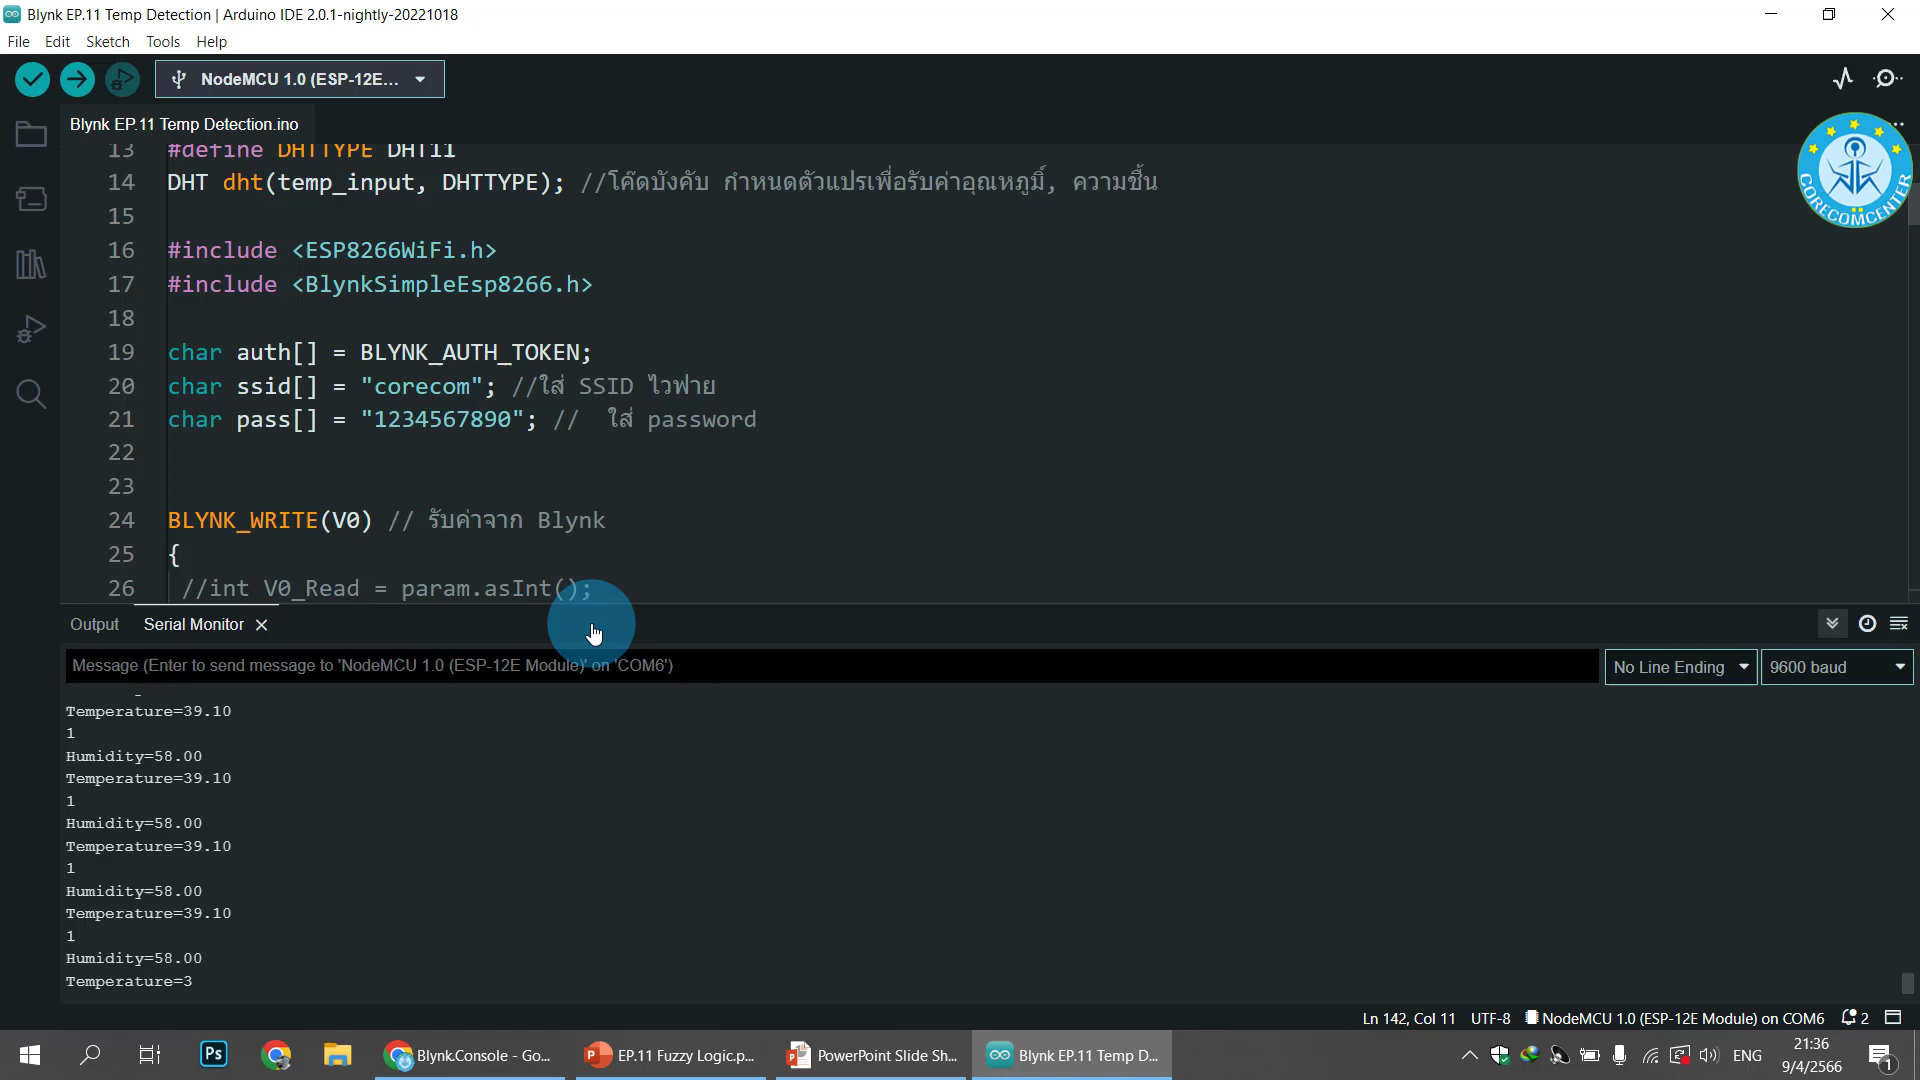 Blynk EP.11 Temp Detection | Arduino IDE 2.0.1-nightly-20221018
File Edit Sketch Tools Help
NodeMCU 1.0 (ESP-12E...
Blynk EP.11 Temp Detection.ino
CORECOMCENTER
13 #define DHTTYPE DHT11
14 DHT dht(temp_input, DHTTYPE); //โค๊ดบังคับ กำหนดตัวแปรเพื่อรับค่าอุณหภูมิ์, ความชื้น
15
16 #include <ESP8266WiFi.h>
17 #include <BlynkSimpleEsp8266.h>
18
19 char auth[] = BLYNK_AUTH_TOKEN;
20 char ssid[] = "corecom"; //ใส่ SSID ไวฟาย
21 char pass[] = "1234567890"; // ใส่ password
22
23
24 BLYNK_WRITE(V0) // รับค่าจาก Blynk
25 {
26 //int V0_Read = param.asInt();
Output Serial Monitor
Message (Enter to send message to 'NodeMCU 1.0 (ESP-12E Module)' on 'COM6')
No Line Ending 9600 baud
Temperature=39.10
1
Humidity=58.00
Temperature=39.10
1
Humidity=58.00
Temperature=39.10
1
Humidity=58.00
Temperature=39.10
1
Humidity=58.00
Temperature=3
Ln 142, Col 11 UTF-8 NodeMCU 1.0 (ESP-12E Module) on COM6 2
Ps
Blynk.Console - Go...
EP.11 Fuzzy Logic.p...
PowerPoint Slide Sh...
Blynk EP.11 Temp D...
ENG
21:36
9/4/2566
1